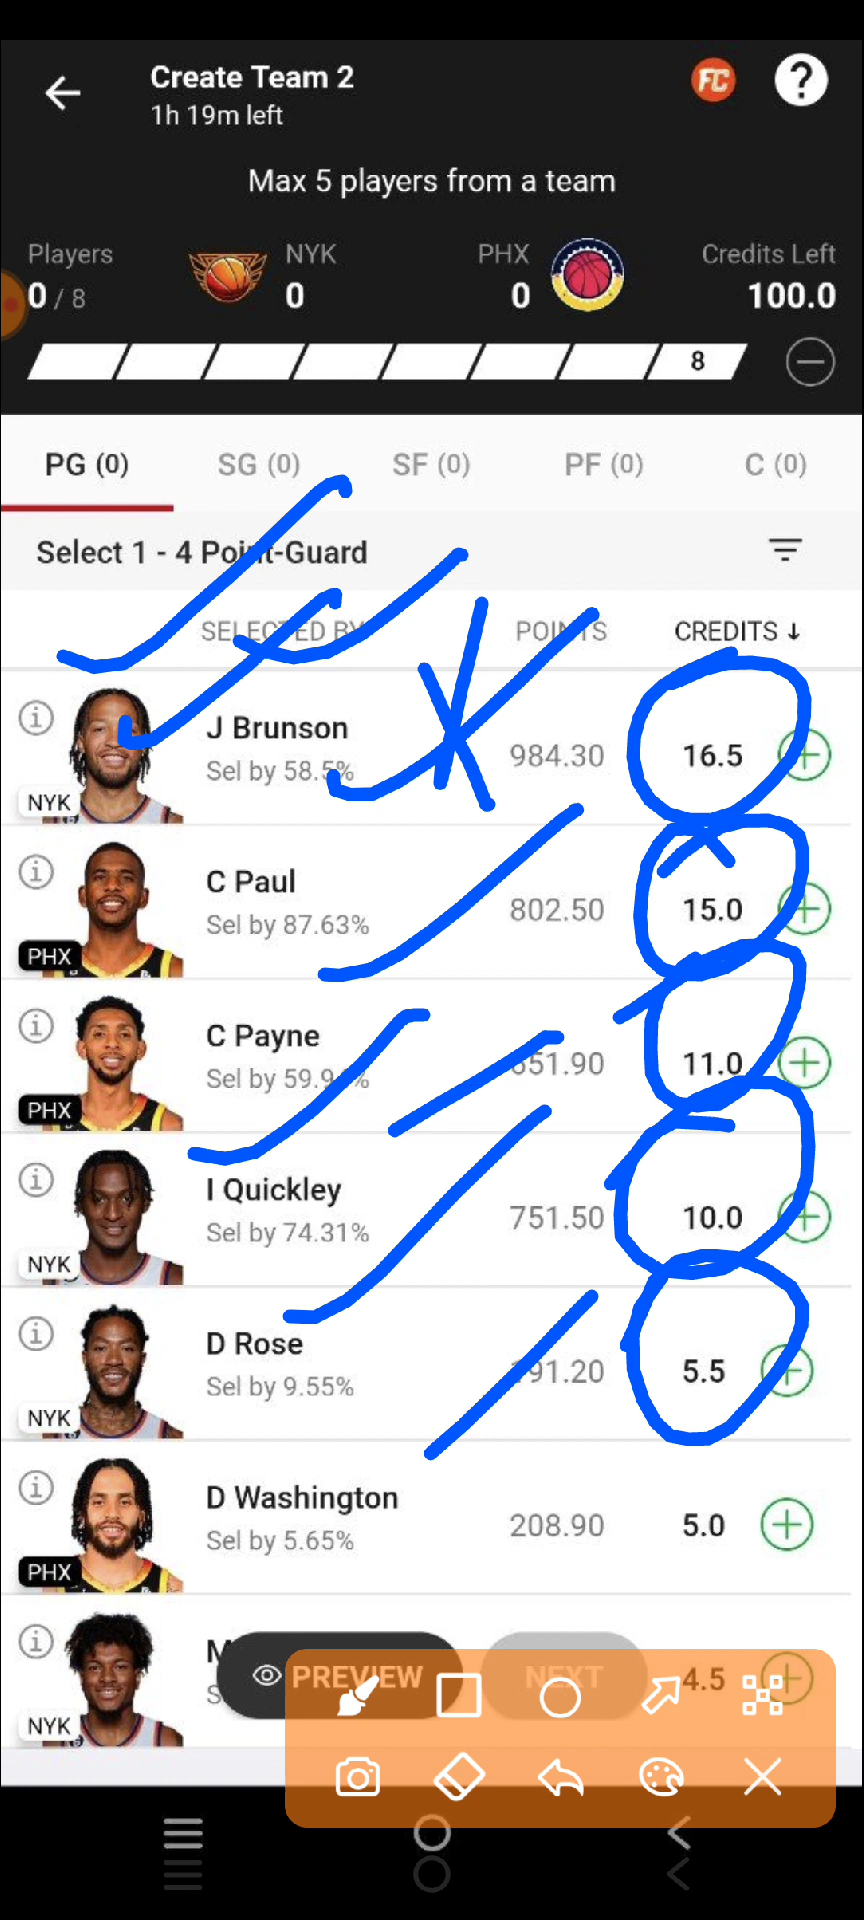 Create Team 2
1h 19m left
FC
?
Max 5 players from a team
Players NYK PHX Credits Left
0 / 8 0 0 100.0
8
PG (0) SG (0) SF (0) PF (0) C (0)
Select 1 - 4 Point-Guard
SELECTED BY POINTS CREDITS ↓
J Brunson
984.30 16.5
Sel by 58.5%
NYK
C Paul
802.50 15.0
Sel by 87.63%
PHX
C Payne
651.90 11.0
Sel by 59.9
PHX
I Quickley
751.50 10.0
Sel by 74.31%
NYK
D Rose
91.20 5.5
Sel by 9.55%
NYK
D Washington
208.90 5.0
Sel by 5.65%
PHX
PREVIEW NEXT 4.5
NYK